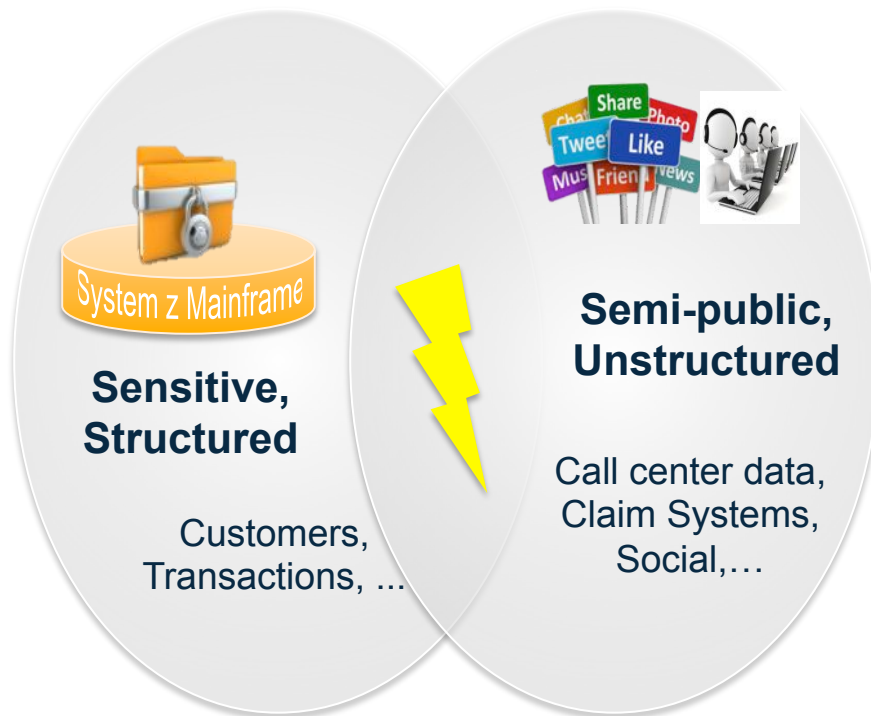 Share
Photo
Tweet
Like
Friend
News
System z Mainframe
Sensitive,
Structured
Customers,
Transactions, ...
Semi-public,
Unstructured
Call center data,
Claim Systems,
Social,…